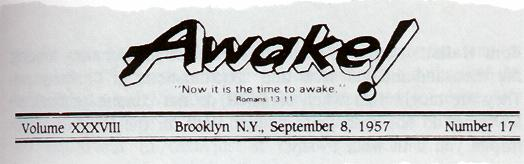 Awake!
"Now it is the time to awake."
— Romans 13:11
Volume XXXVIII Brooklyn N.Y., September 8, 1957 Number 17